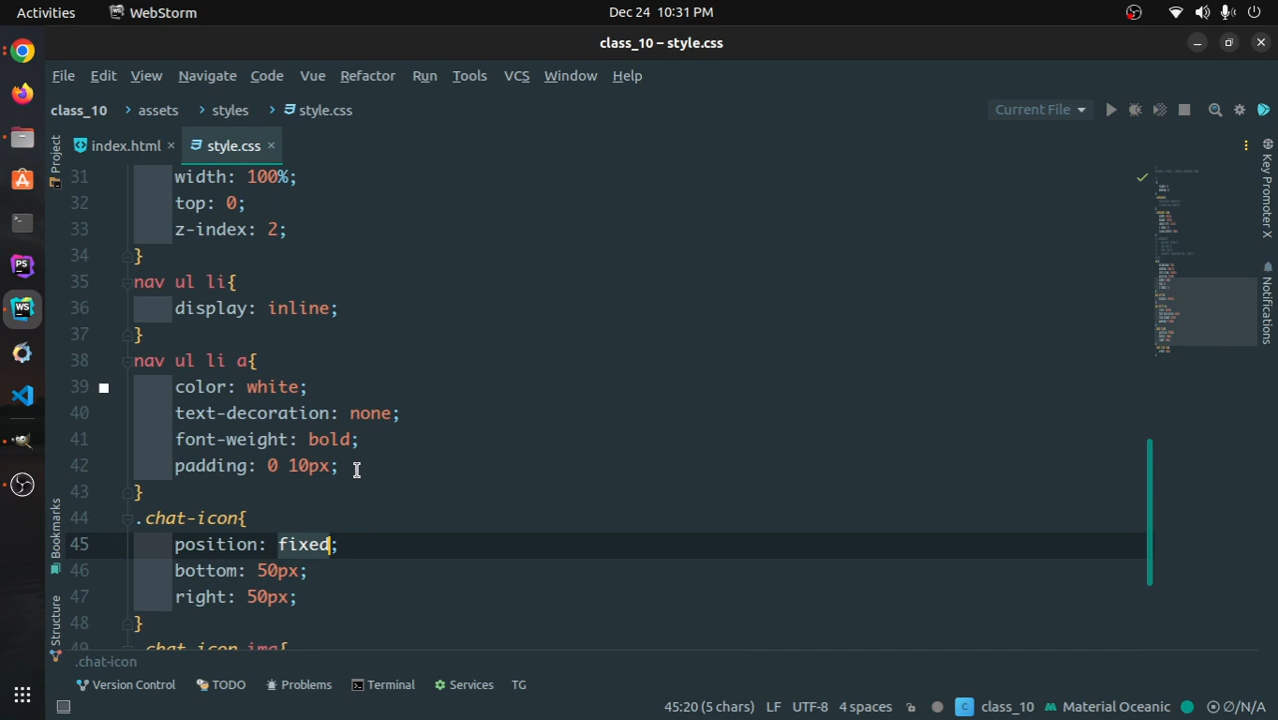 Activities WebStorm Dec 24 10:31 PM
class_10 – style.css
File Edit View Navigate Code Vue Refactor Run Tools VCS Window Help
class_10 › assets › styles › style.css Current File
index.html × style.css ×
Project
Key Promoter X
Notifications
Bookmarks
Structure
31 width: 100%;
32 top: 0;
33 z-index: 2;
34 }
35 nav ul li{
36 display: inline;
37 }
38 nav ul li a{
39 color: white;
40 text-decoration: none;
41 font-weight: bold;
42 padding: 0 10px;
43 }
44 .chat-icon{
45 position: fixed;
46 bottom: 50px;
47 right: 50px;
48 }
49 .chat-icon img{
.chat-icon
Version Control TODO Problems Terminal Services TG
45:20 (5 chars) LF UTF-8 4 spaces class_10 Material Oceanic Ø/N/A